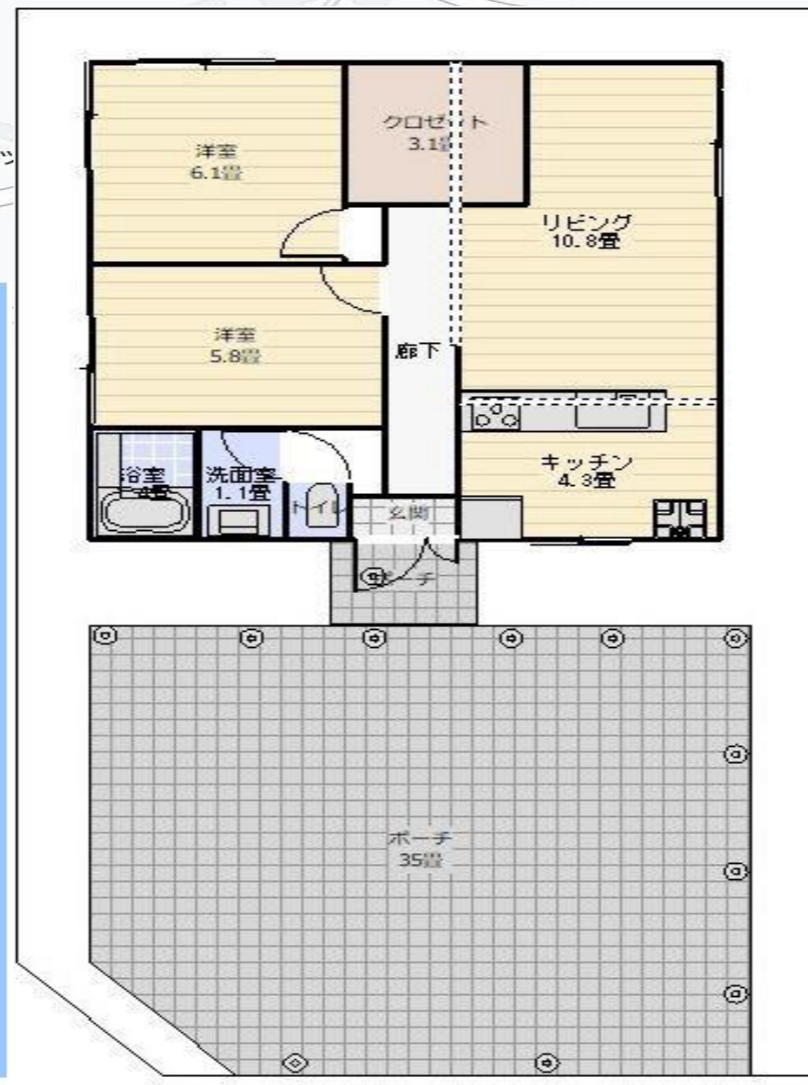 ツ
クロゼット
3.1畳
洋室
6.1畳
リビング
10.8畳
洋室
5.8畳
廊下
キッチン
4.3畳
浴室
洗面室
1.1畳
トイレ
玄関
ポーチ
ポーチ
35畳